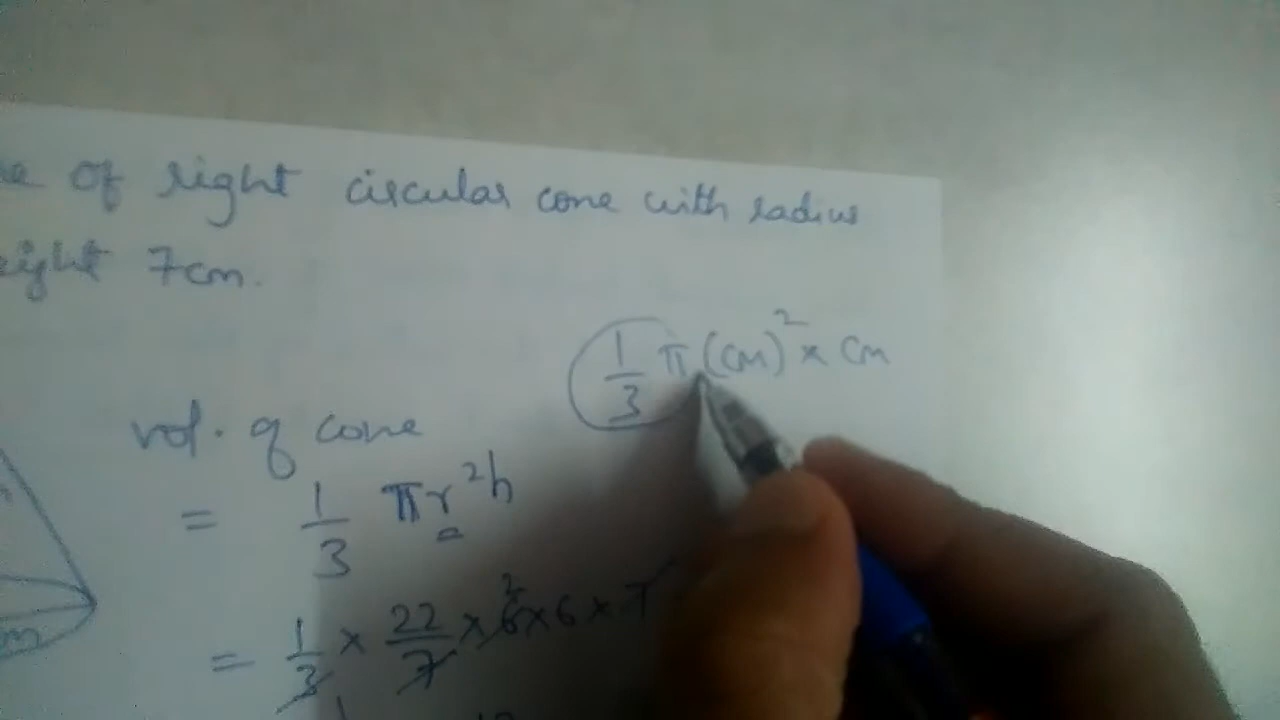 of right circular cone with radius
7cm.
1/3 π(cm)² × cm
vol. of cone
= 1/3 πr²h
= 1/3 × 22/7 × 6² × 6 × 7